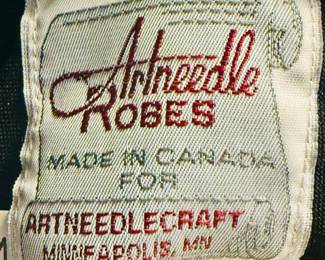 Artneedle
ROBES
MADE IN CANADA
FOR
ARTNEEDLECRAFT
MINNEAPOLIS, MN